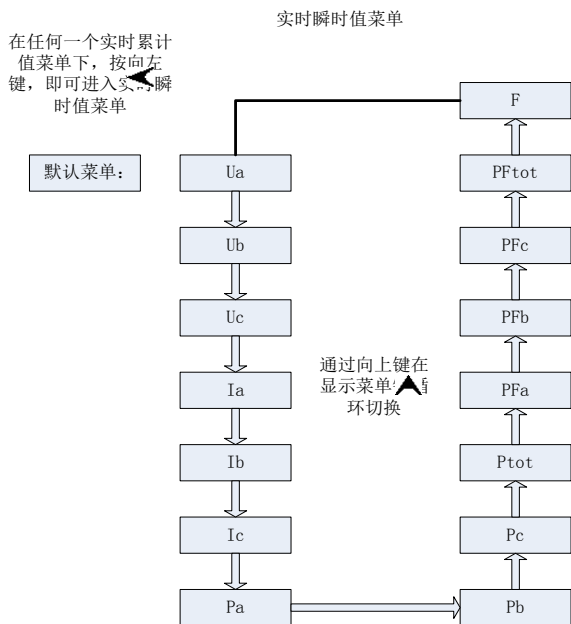 实时瞬时值菜单
在任何一个实时累计
值菜单下，按向左
键，即可进入实时瞬
时值菜单
默认菜单：
Ua
Ub
Uc
Ia
Ib
Ic
Pa
Pb
Pc
Ptot
PFa
PFb
PFc
PFtot
F
通过向上键在
显示菜单
环切换